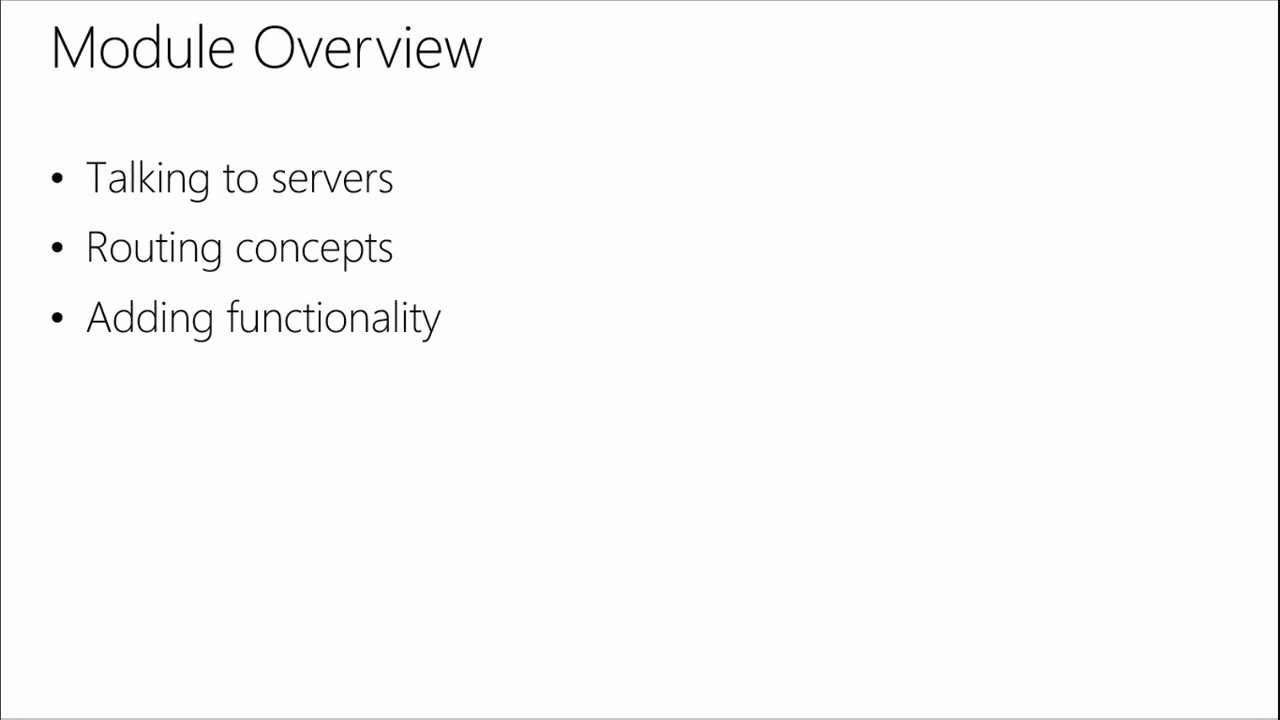 Module Overview
• Talking to servers
• Routing concepts
• Adding functionality